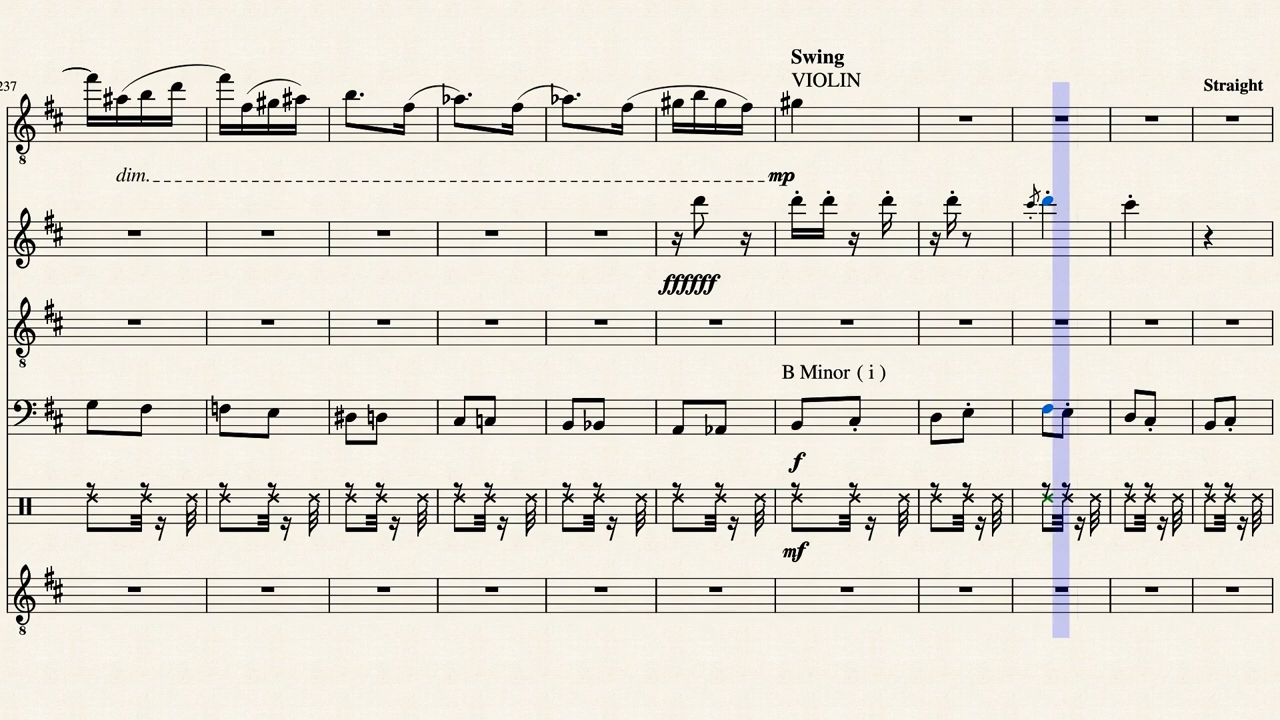 Swing
VIOLIN
237
Straight
dim.
mp
ffffff
B Minor ( i )
f
mf